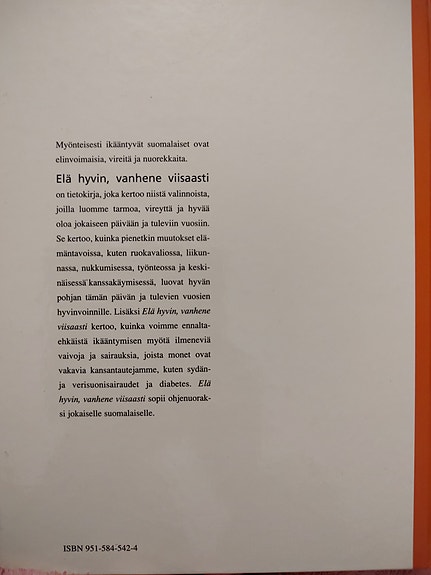 Myönteisesti ikääntyvät suomalaiset ovat
elinvoimaisia, vireitä ja nuorekkaita.
Elä hyvin, vanhene viisaasti
on tietokirja, joka kertoo niistä valinnoista,
joilla luomme tarmoa, vireyttä ja hyvää
oloa jokaiseen päivään ja tuleviin vuosiin.
Se kertoo, kuinka pienetkin muutokset elä-
mäntavoissa, kuten ruokavaliossa, liikun-
nassa, nukkumisessa, työnteossa ja keski-
näisessä kanssakäymisessä, luovat hyvän
pohjan tämän päivän ja tulevien vuosien
hyvinvoinnille. Lisäksi Elä hyvin, vanhene
viisaasti kertoo, kuinka voimme ennalta-
ehkäistä ikääntymisen myötä ilmeneviä
vaivoja ja sairauksia, joista monet ovat
vakavia kansantautejamme, kuten sydän-
ja verisuonisairaudet ja diabetes. Elä
hyvin, vanhene viisaasti sopii ohjenuorak-
si jokaiselle suomalaiselle.
ISBN 951-584-542-4